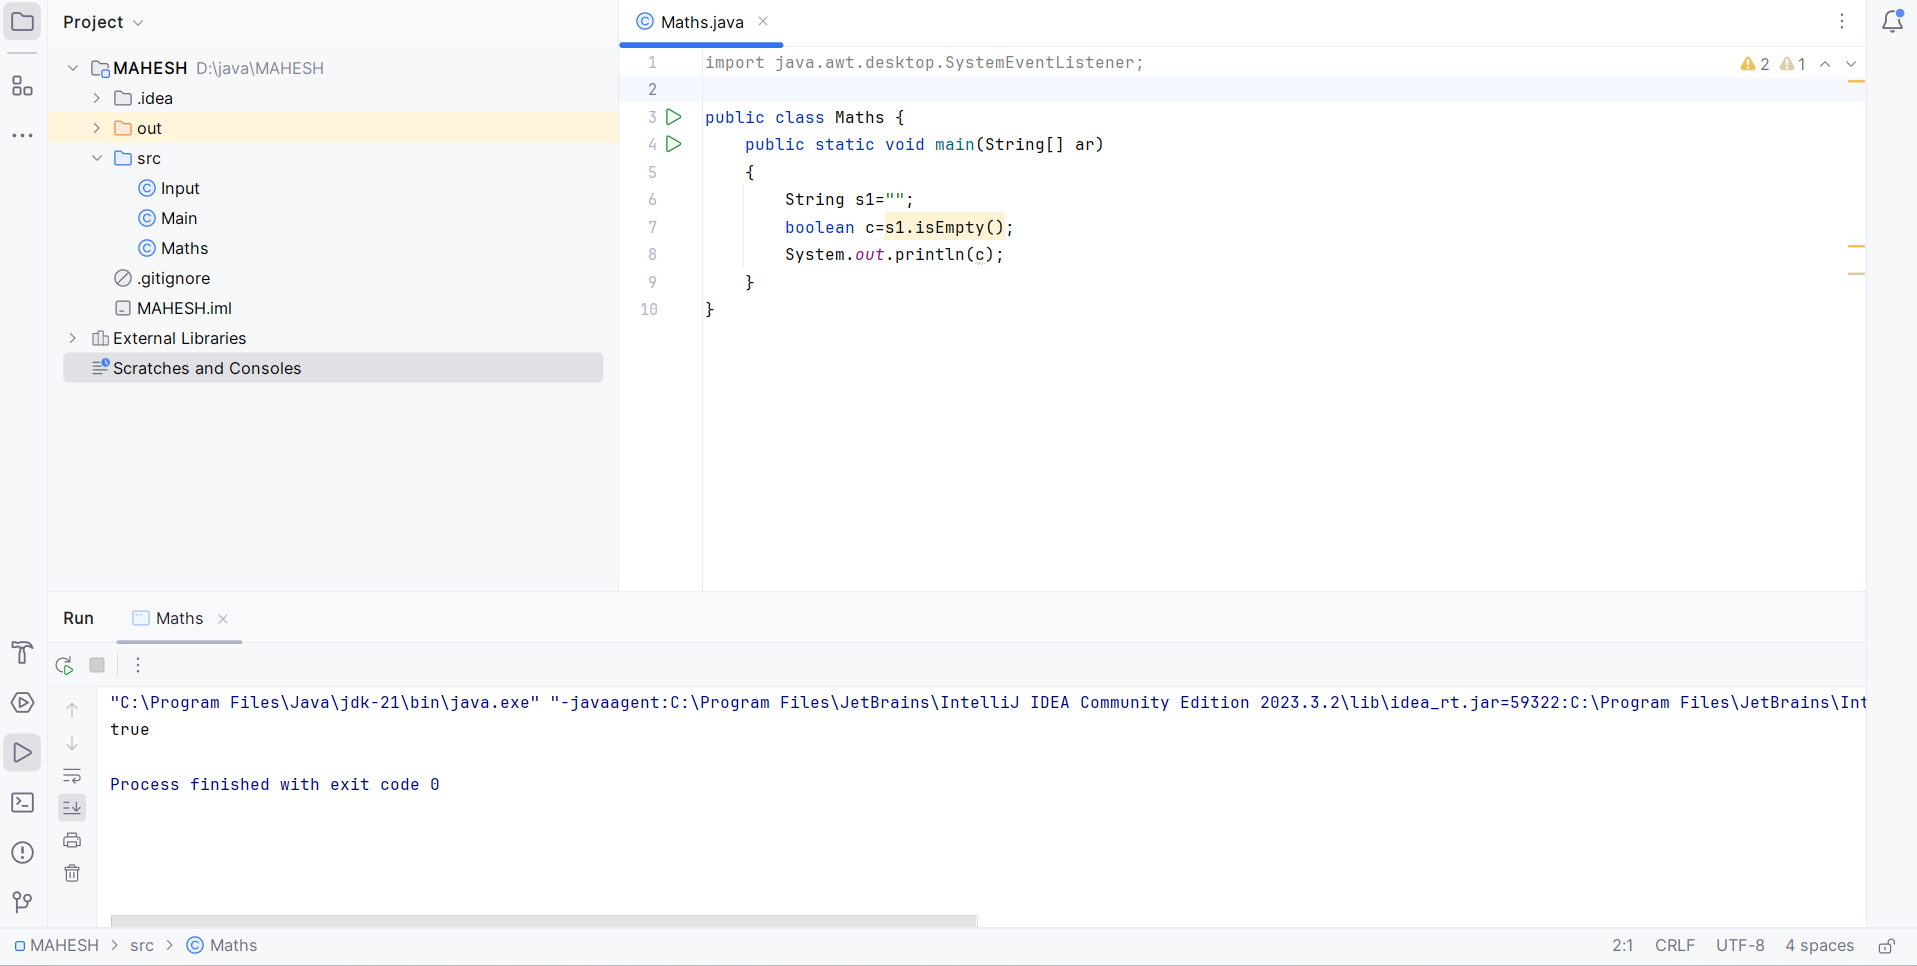 Project
MAHESH D:\java\MAHESH
.idea
out
src
Input
Main
Maths
.gitignore
MAHESH.iml
External Libraries
Scratches and Consoles
Maths.java
2 1
1 import java.awt.desktop.SystemEventListener;
2
3 public class Maths {
4 public static void main(String[] ar)
5 {
6 String s1="";
7 boolean c=s1.isEmpty();
8 System.out.println(c);
9 }
10 }
Run Maths
"C:\Program Files\Java\jdk-21\bin\java.exe" "-javaagent:C:\Program Files\JetBrains\IntelliJ IDEA Community Edition 2023.3.2\lib\idea_rt.jar=59322:C:\Program Files\JetBrains\Int
true
Process finished with exit code 0
MAHESH > src > Maths
2:1 CRLF UTF-8 4 spaces